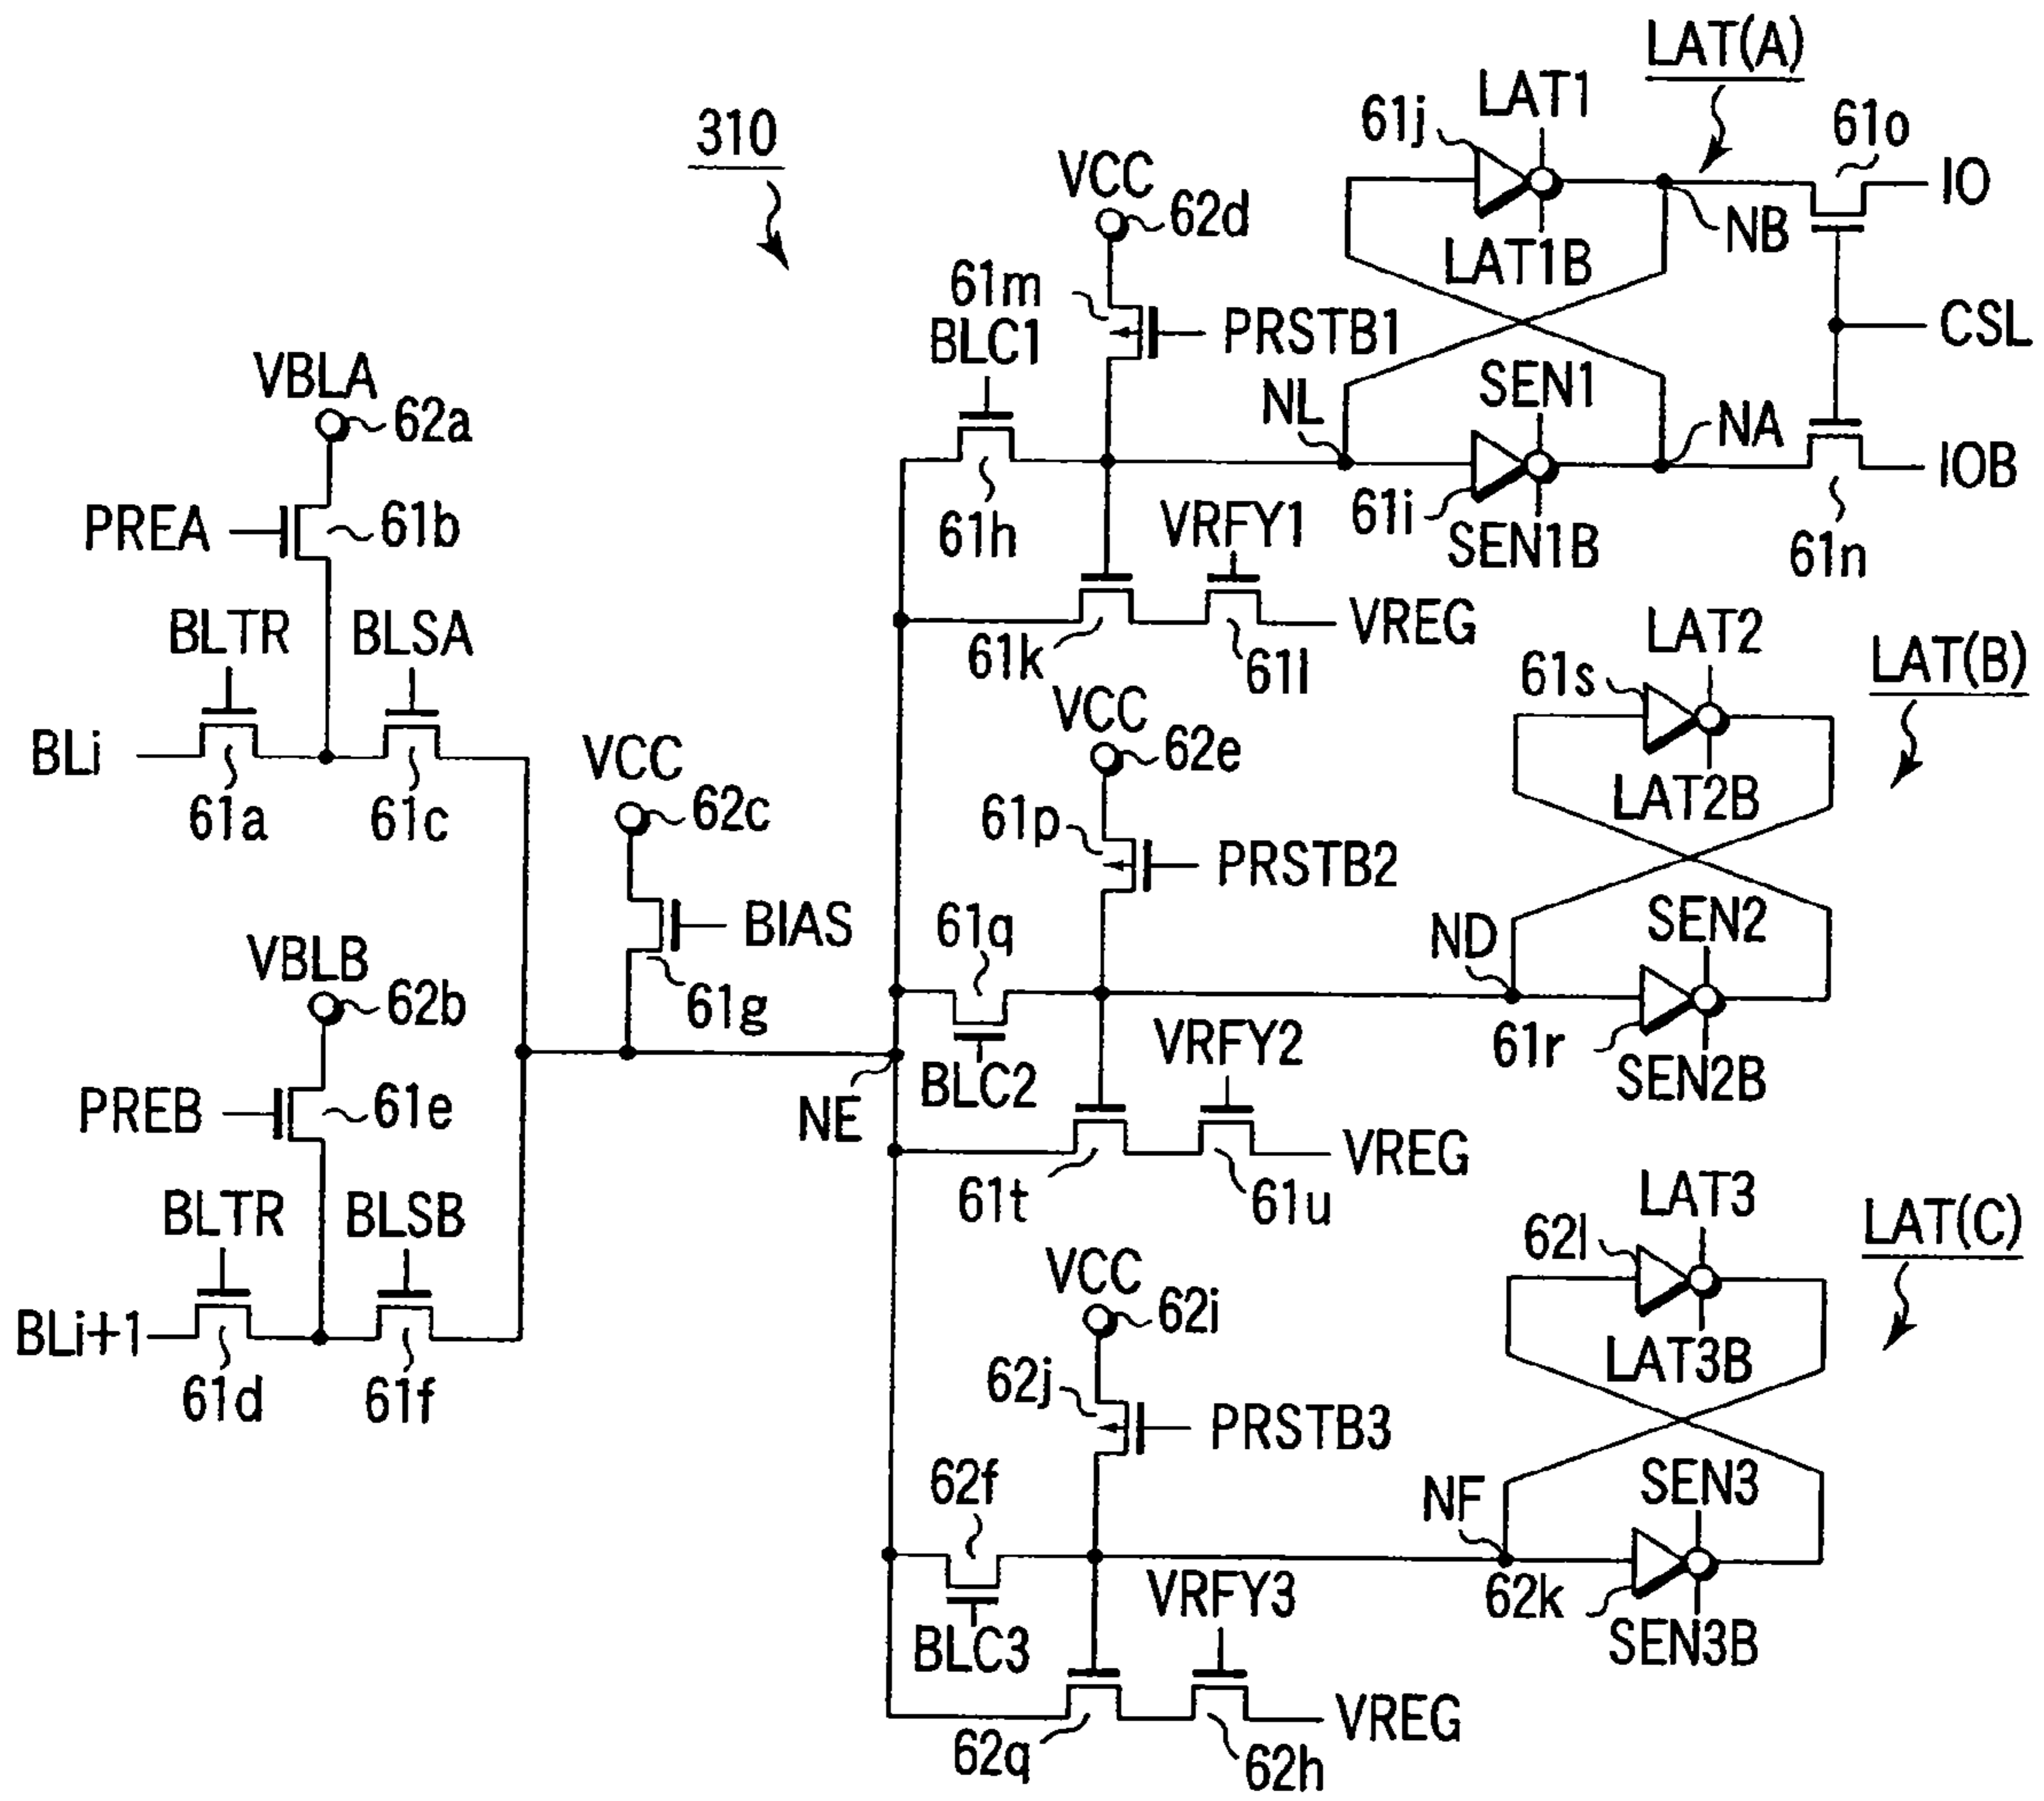 310
LAT(A)
LAT1
61j
61o
IO
NB
LAT1B
VCC
62d
61m
BLC1
PRSTB1
CSL
SEN1
NL
NA
IOB
61h
61i
SEN1B
61n
VRFY1
VREG
61k
61l
VBLA
62a
PREA
61b
BLTR
BLSA
BLi
61a
61c
VCC
62c
BIAS
61g
VCC
62e
61p
PRSTB2
LAT2
61s
LAT(B)
LAT2B
61q
ND
SEN2
61r
SEN2B
BLC2
VRFY2
NE
VREG
61t
61u
VBLB
62b
PREB
61e
BLTR
BLSB
BLi+1
61d
61f
VCC
62i
62j
PRSTB3
LAT3
62l
LAT(C)
LAT3B
62f
NF
SEN3
62k
SEN3B
BLC3
VRFY3
VREG
62q
62h